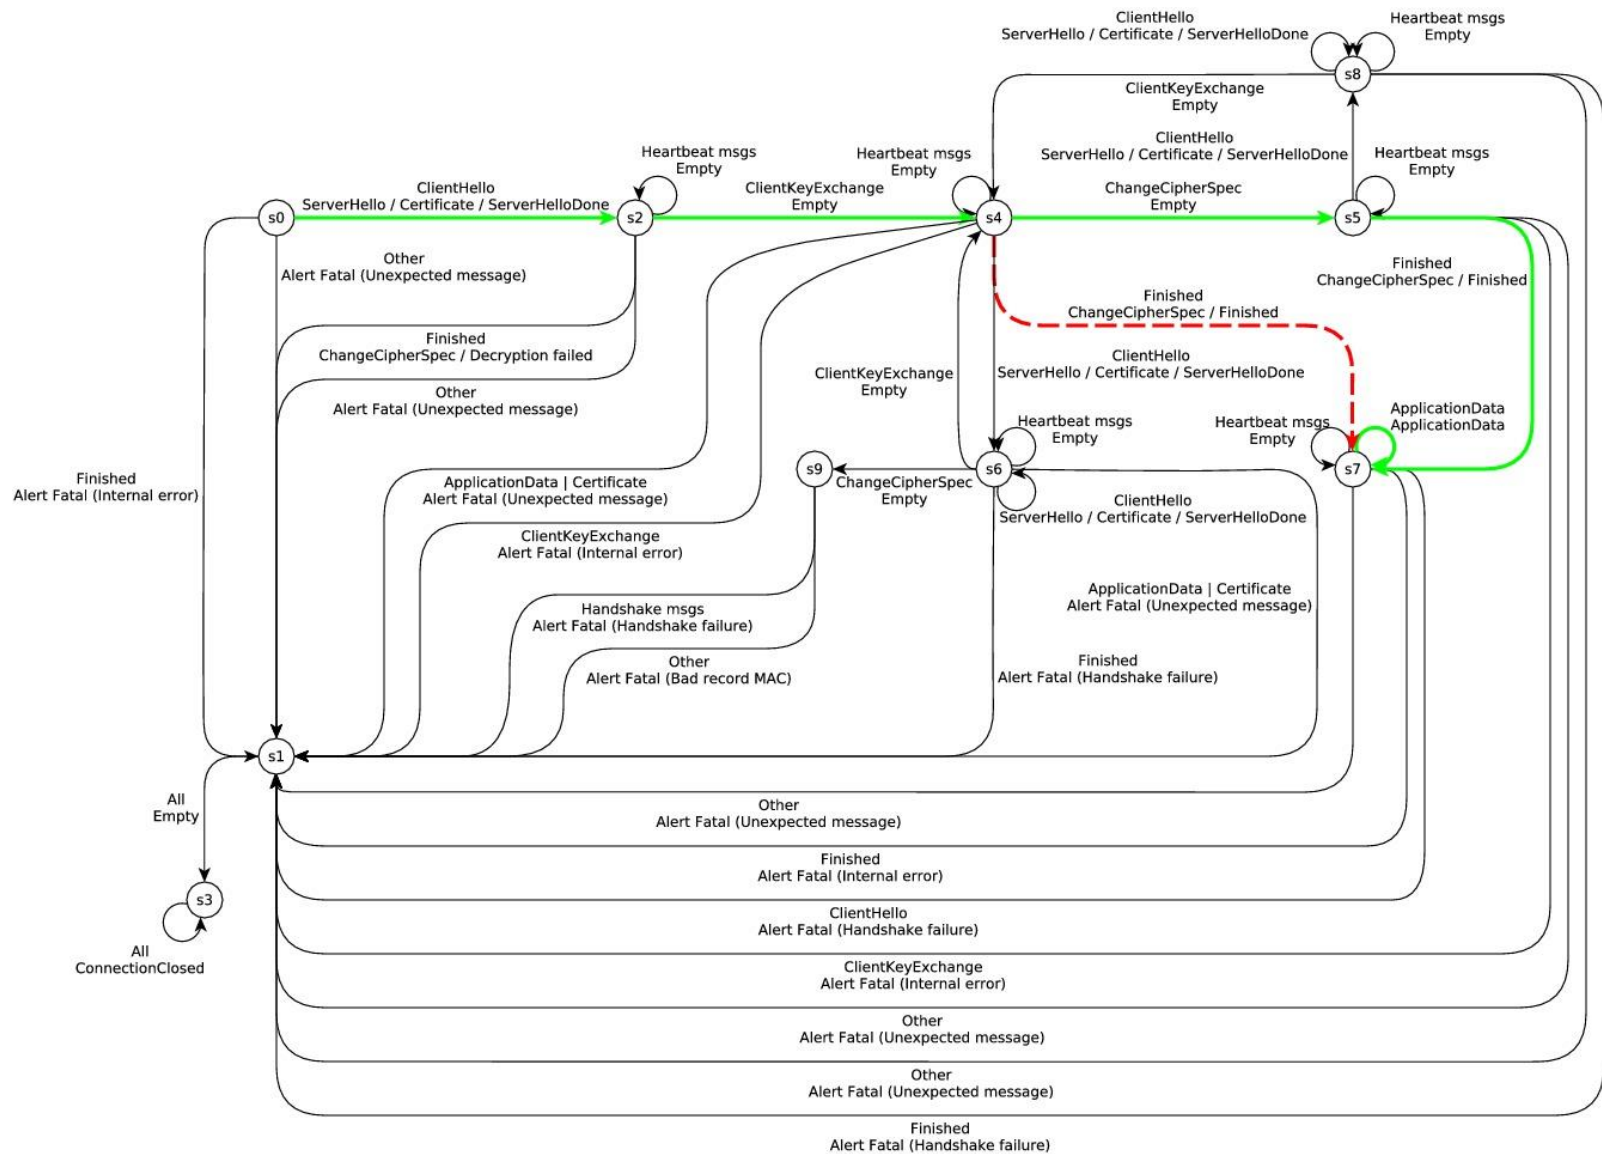 ClientHello
ServerHello / Certificate / ServerHelloDone
Heartbeat msgs
Empty
s8
ClientKeyExchange
Empty
ClientHello
ServerHello / Certificate / ServerHelloDone
Heartbeat msgs
Empty
Heartbeat msgs
Empty
Heartbeat msgs
Empty
ClientHello
ServerHello / Certificate / ServerHelloDone
ClientKeyExchange
Empty
ChangeCipherSpec
Empty
s0
s2
s4
s5
Other
Alert Fatal (Unexpected message)
Finished
ChangeCipherSpec / Finished
Finished
ChangeCipherSpec / Finished
Finished
ChangeCipherSpec / Decryption failed
ClientHello
ServerHello / Certificate / ServerHelloDone
ClientKeyExchange
Empty
Other
Alert Fatal (Unexpected message)
Heartbeat msgs
Empty
Heartbeat msgs
Empty
ApplicationData
ApplicationData
s9
s6
s7
Finished
Alert Fatal (Internal error)
ApplicationData | Certificate
Alert Fatal (Unexpected message)
ChangeCipherSpec
Empty
ClientHello
ServerHello / Certificate / ServerHelloDone
ClientKeyExchange
Alert Fatal (Internal error)
ApplicationData | Certificate
Alert Fatal (Unexpected message)
Handshake msgs
Alert Fatal (Handshake failure)
Other
Alert Fatal (Bad record MAC)
Finished
Alert Fatal (Handshake failure)
s1
All
Empty
Other
Alert Fatal (Unexpected message)
Finished
Alert Fatal (Internal error)
s3
ClientHello
Alert Fatal (Handshake failure)
All
ConnectionClosed
ClientKeyExchange
Alert Fatal (Internal error)
Other
Alert Fatal (Unexpected message)
Other
Alert Fatal (Unexpected message)
Finished
Alert Fatal (Handshake failure)